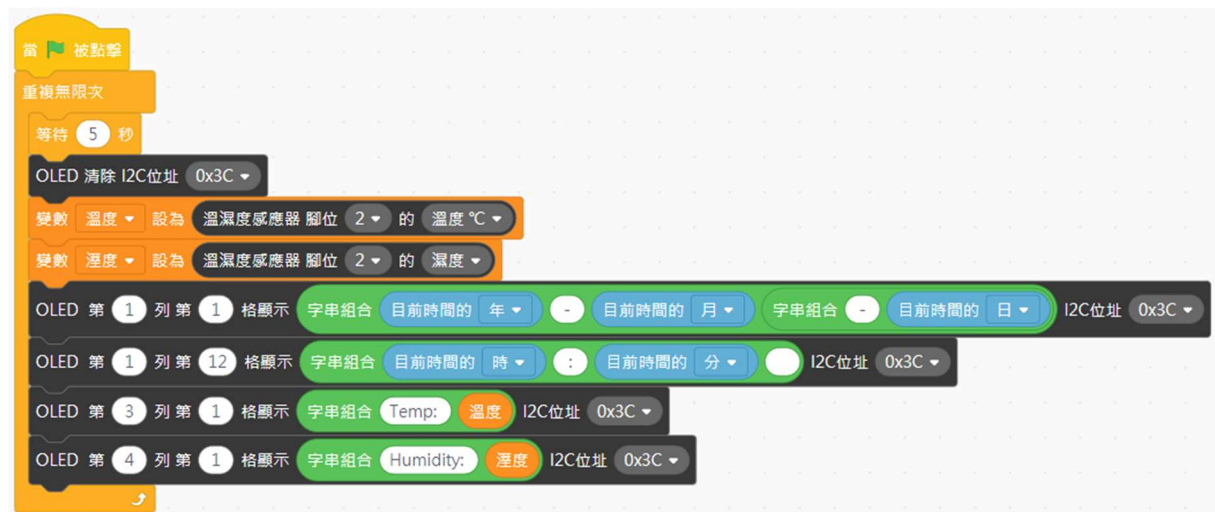 當 被點擊
重複無限次
等待 5 秒
OLED 清除 I2C位址 0x3C
變數 溫度 設為 溫濕度感應器 腳位 2 的 溫度 ℃
變數 溼度 設為 溫濕度感應器 腳位 2 的 濕度
OLED 第 1 列 第 1 格顯示 字串組合 目前時間的 年 - 目前時間的 月 字串組合 - 目前時間的 日 I2C位址 0x3C
OLED 第 1 列 第 12 格顯示 字串組合 目前時間的 時 : 目前時間的 分 I2C位址 0x3C
OLED 第 3 列 第 1 格顯示 字串組合 Temp: 溫度 I2C位址 0x3C
OLED 第 4 列 第 1 格顯示 字串組合 Humidity: 溼度 I2C位址 0x3C